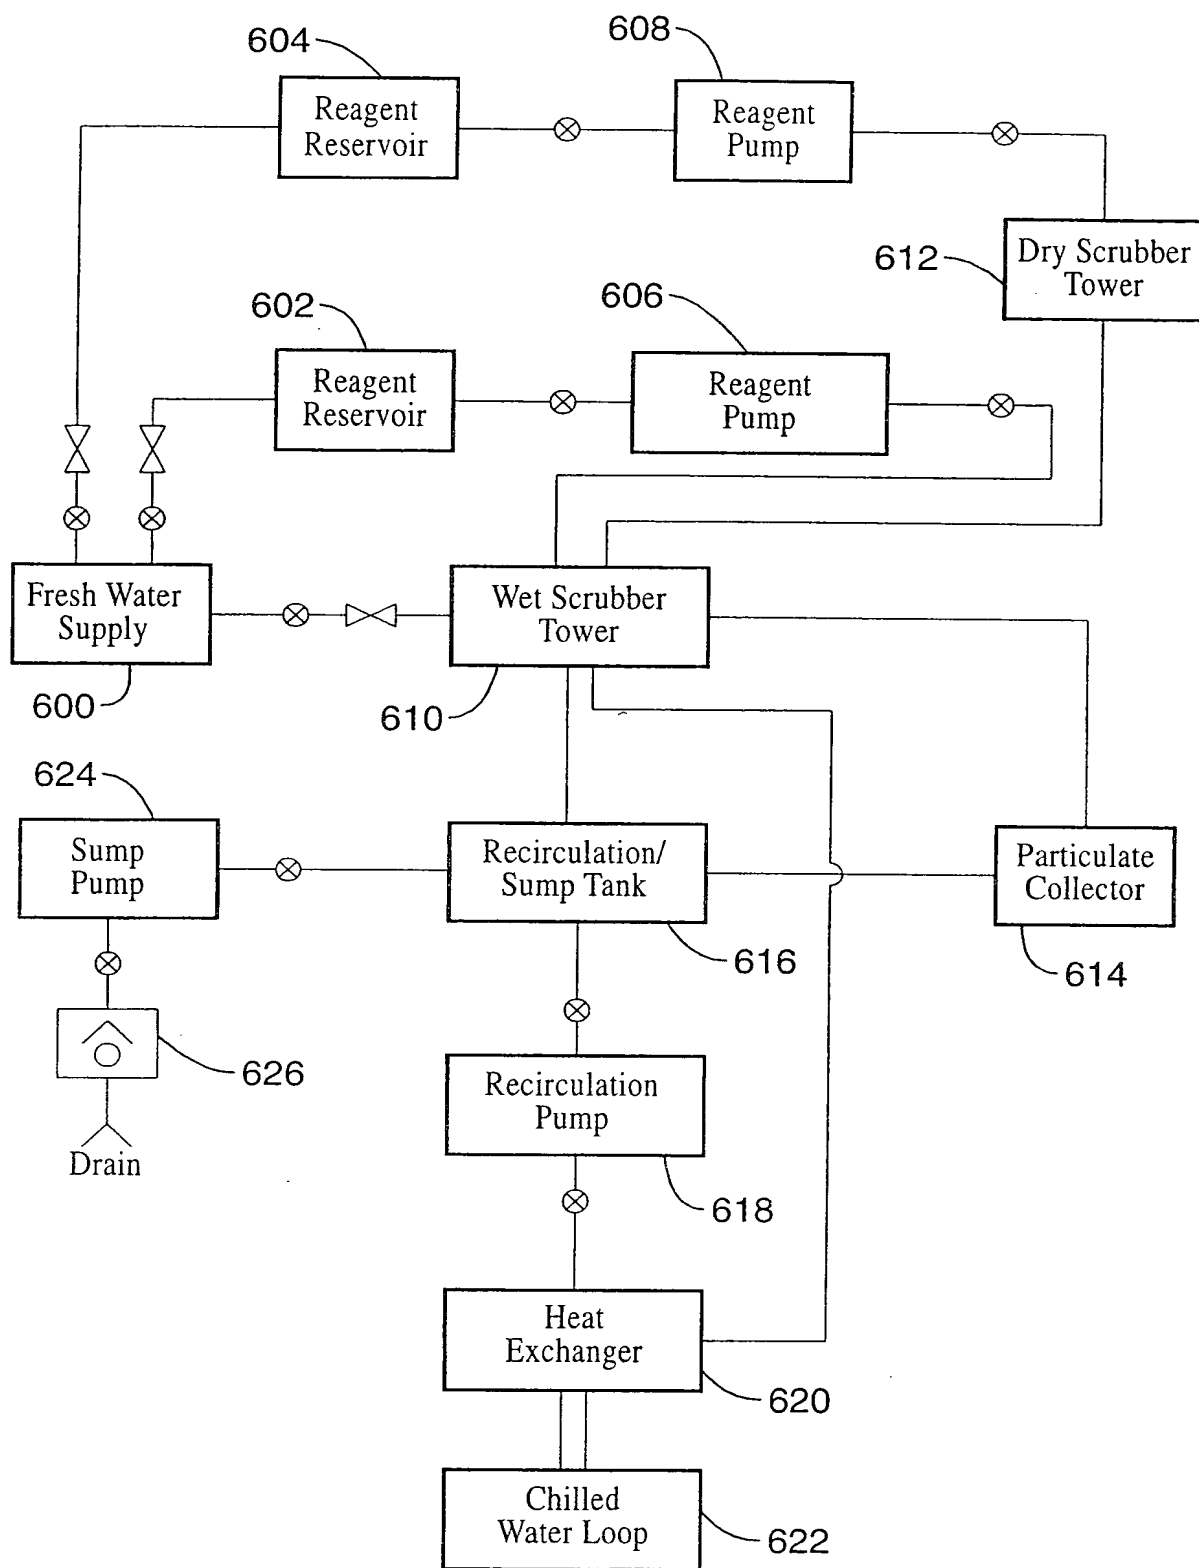 604
608
Reagent
Reservoir
Reagent
Pump
612
Dry Scrubber
Tower
602
606
Reagent
Reservoir
Reagent
Pump
Fresh Water
Supply
Wet Scrubber
Tower
600
610
624
Sump
Pump
Recirculation/
Sump Tank
Particulate
Collector
616
614
626
Recirculation
Pump
Drain
618
Heat
Exchanger
620
Chilled
Water Loop
622